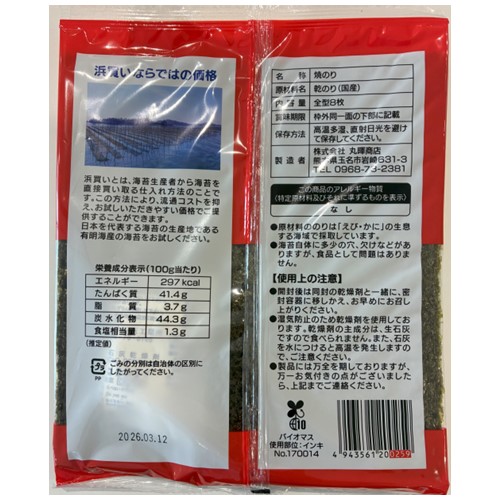 浜買いならではの価格
浜買いとは、海苔生産者から海苔を
直接買い取る仕入れ方法のことで
す。この方法により、流通コストを抑
え、お試しいただきやすい価格でご提
供することができます。
日本を代表する海苔の生産地である
有明海産の海苔をお試しください。
栄養成分表示(100g当たり)
エネルギー 297kcal
たんぱく質 41.4g
脂質 3.7g
炭水化物 44.3g
食塩相当量 1.3g
(推定値)
プラ
PP
ごみの分別は自治体の区別に
したがってください。
2026.03.12
名称 焼のり
原材料名 乾のり(国産)
内容量 全型8枚
賞味期限 枠外同一面の下部に記載
保存方法 高温多湿、直射日光を避け
て保存してください。
製造者 株式会社 丸暉商店
熊本県玉名市岩崎531-3
TEL 0968-73-2381
この商品のアレルギー物質
(特定原材料及びそれに準ずるものを表示)
なし
●原材料ののりは「えび・かに」の生息
する海域で採取しています。
●海苔自体に多少の穴、欠けなどがあ
りますが、食品として問題はありま
せん。
【使用上の注意】
●開封後は同封の乾燥剤と一緒に、密
封容器に移しかえ、お早めにお召し
上がりください。
●湿気防止のため乾燥剤を使用してお
ります。乾燥剤の主成分は、生石灰
ですので食べられません。また、石灰
を水につけると高温を発生しますの
で、ご注意ください。
●製品には万全を期しておりますが、
万一お気付きの点がございました
ら、上記までご連絡ください。
10
バイオマス
使用部位:インキ
No.170014
4 943561 200259